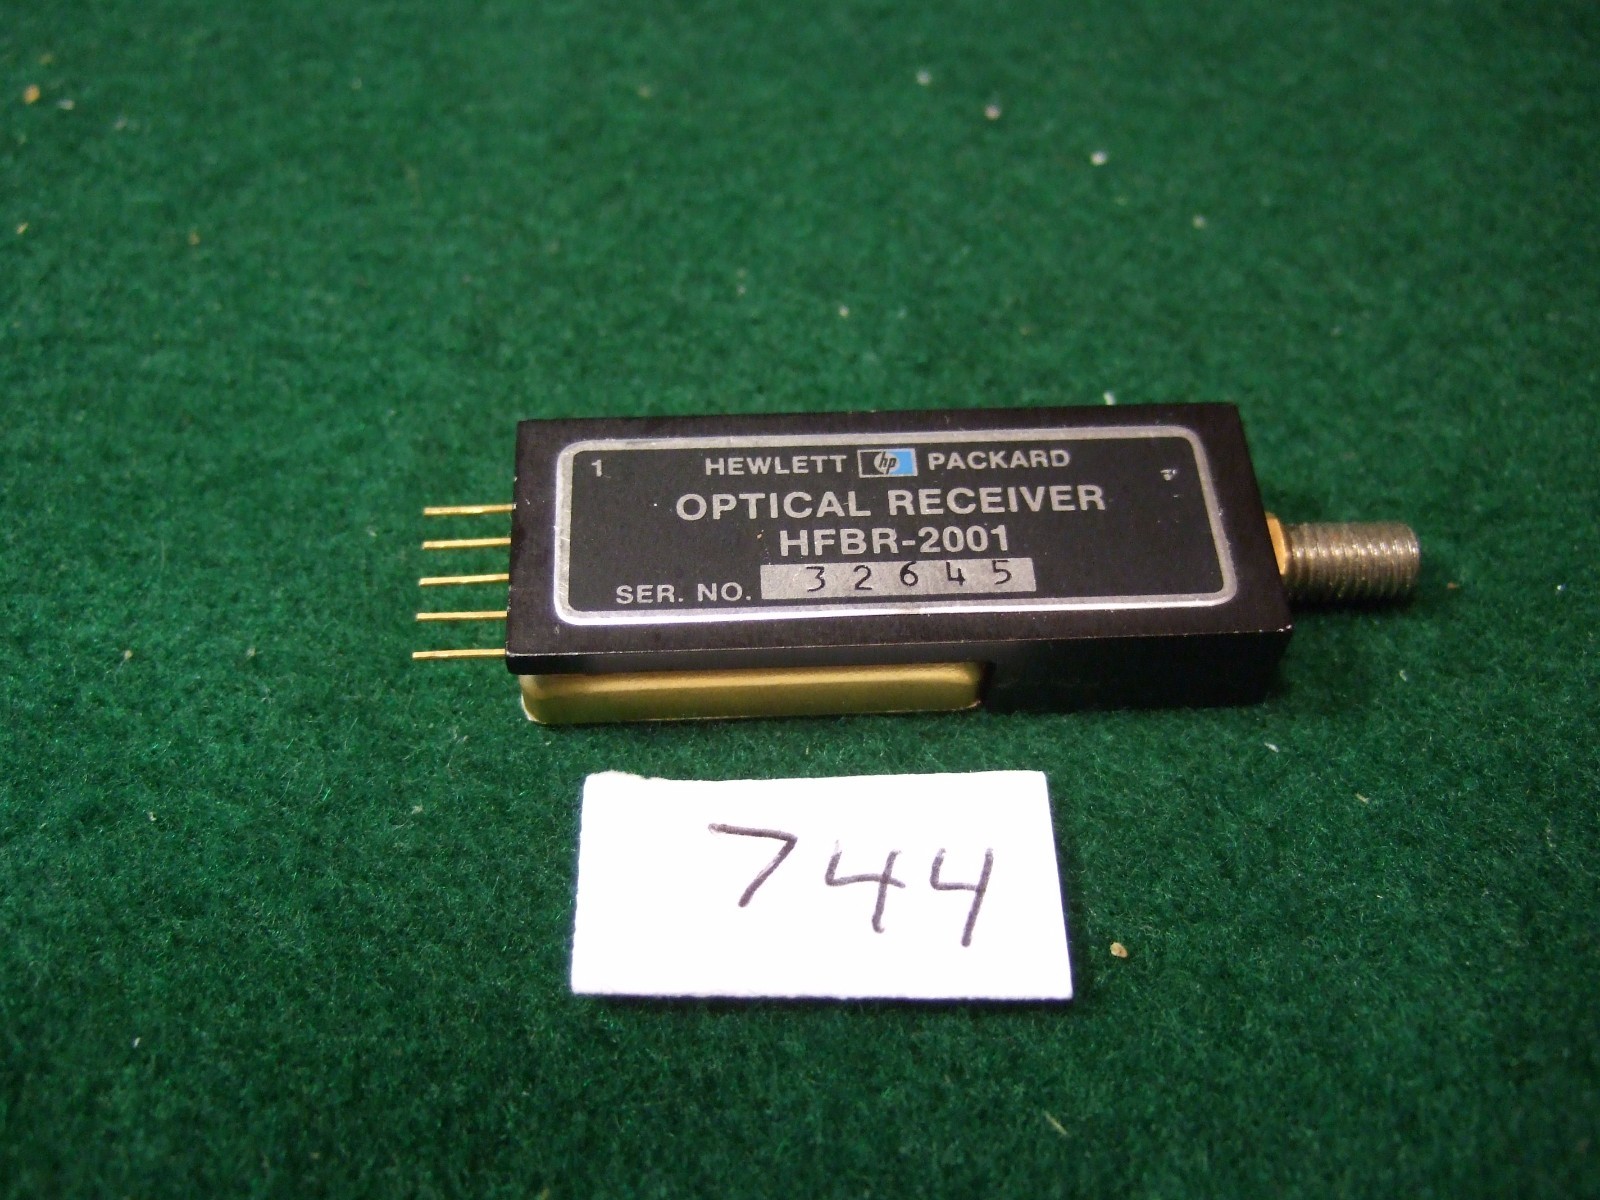 1
HEWLETT hp PACKARD
OPTICAL RECEIVER
HFBR-2001
SER. NO. 32645
744